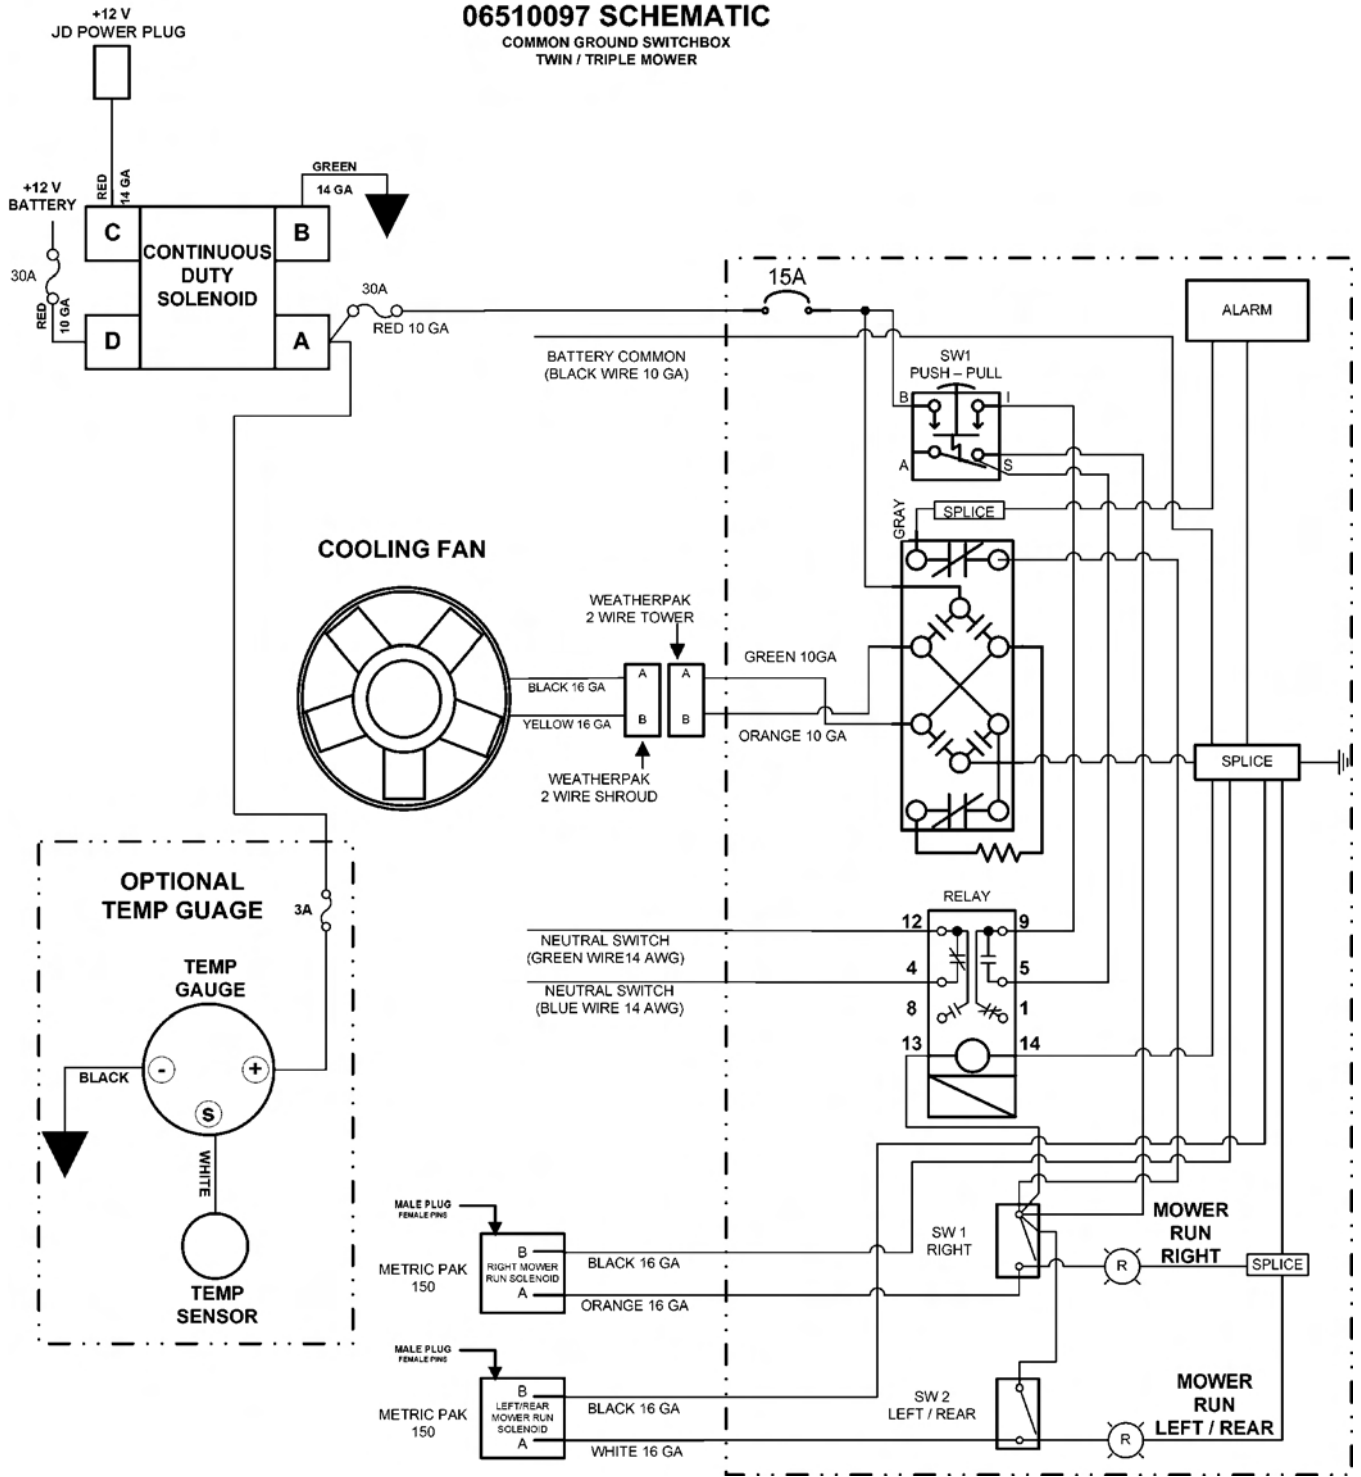 06510097 SCHEMATIC
COMMON GROUND SWITCHBOX
TWIN / TRIPLE MOWER
+12 V
JD POWER PLUG
RED
14 GA
GREEN
14 GA
+12 V
BATTERY
30A
RED
10 GA
C
B
CONTINUOUS
DUTY
SOLENOID
D
A
30A
RED 10 GA
15A
ALARM
BATTERY COMMON
(BLACK WIRE 10 GA)
SW1
PUSH – PULL
B
I
A
S
GRAY
SPLICE
COOLING FAN
WEATHERPAK
2 WIRE TOWER
A
A
BLACK 16 GA
B
B
YELLOW 16 GA
GREEN 10GA
ORANGE 10 GA
WEATHERPAK
2 WIRE SHROUD
SPLICE
OPTIONAL
TEMP GUAGE
3A
TEMP
GAUGE
-
+
S
BLACK
WHITE
TEMP
SENSOR
RELAY
12
9
NEUTRAL SWITCH
(GREEN WIRE14 AWG)
4
5
NEUTRAL SWITCH
(BLUE WIRE 14 AWG)
8
1
13
14
MALE PLUG
FEMALE PINS
METRIC PAK
150
B
RIGHT MOWER
RUN SOLENOID
A
BLACK 16 GA
ORANGE 16 GA
SW 1
RIGHT
MOWER
RUN
RIGHT
R
SPLICE
MALE PLUG
FEMALE PINS
METRIC PAK
150
B
LEFT/REAR
MOWER RUN
SOLENOID
A
BLACK 16 GA
WHITE 16 GA
SW 2
LEFT / REAR
MOWER
RUN
LEFT / REAR
R